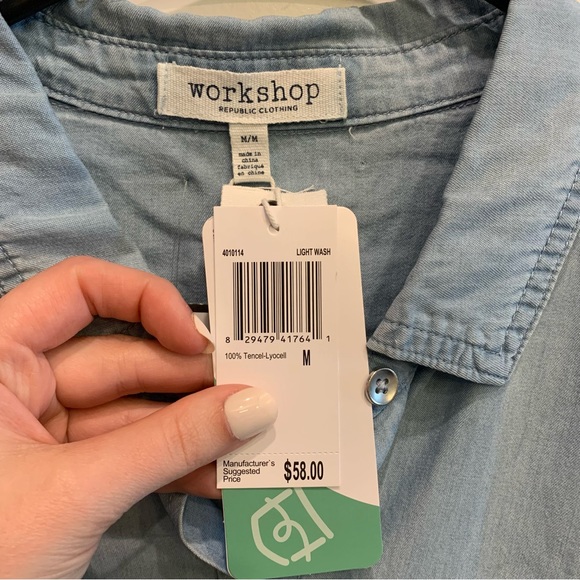 workshop
REPUBLIC CLOTHING
M/M
made in
china
fabriqué
en chine
4010114 LIGHT WASH
8 29479 41764 1
100% Tencel-Lyocell M
Manufacturer's
Suggested
Price
$58.00